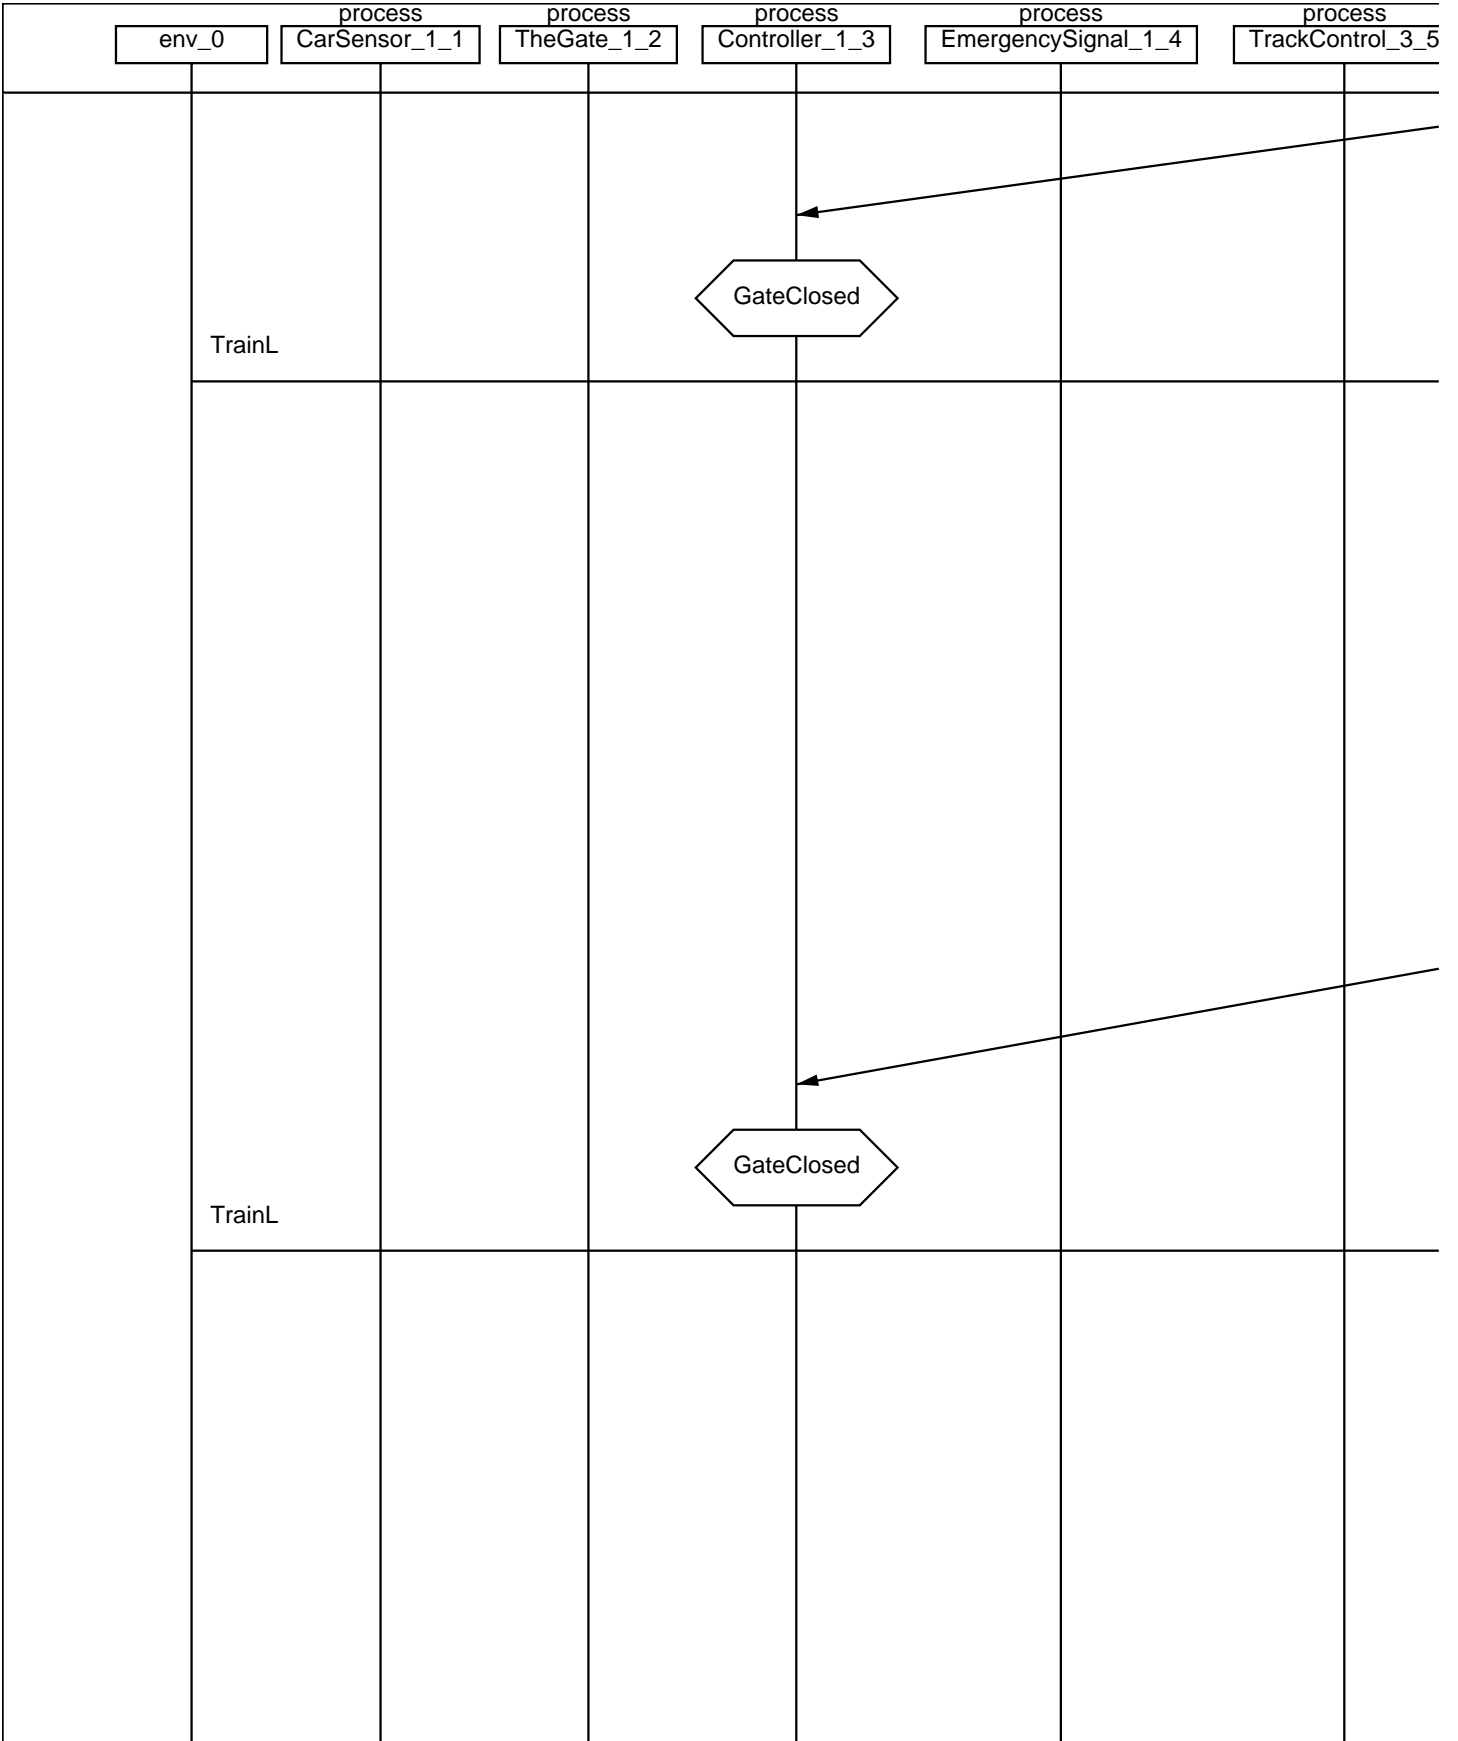 process process process process process
env_0 CarSensor_1_1 TheGate_1_2 Controller_1_3 EmergencySignal_1_4 TrackControl_3_5
GateClosed
TrainL
GateClosed
TrainL